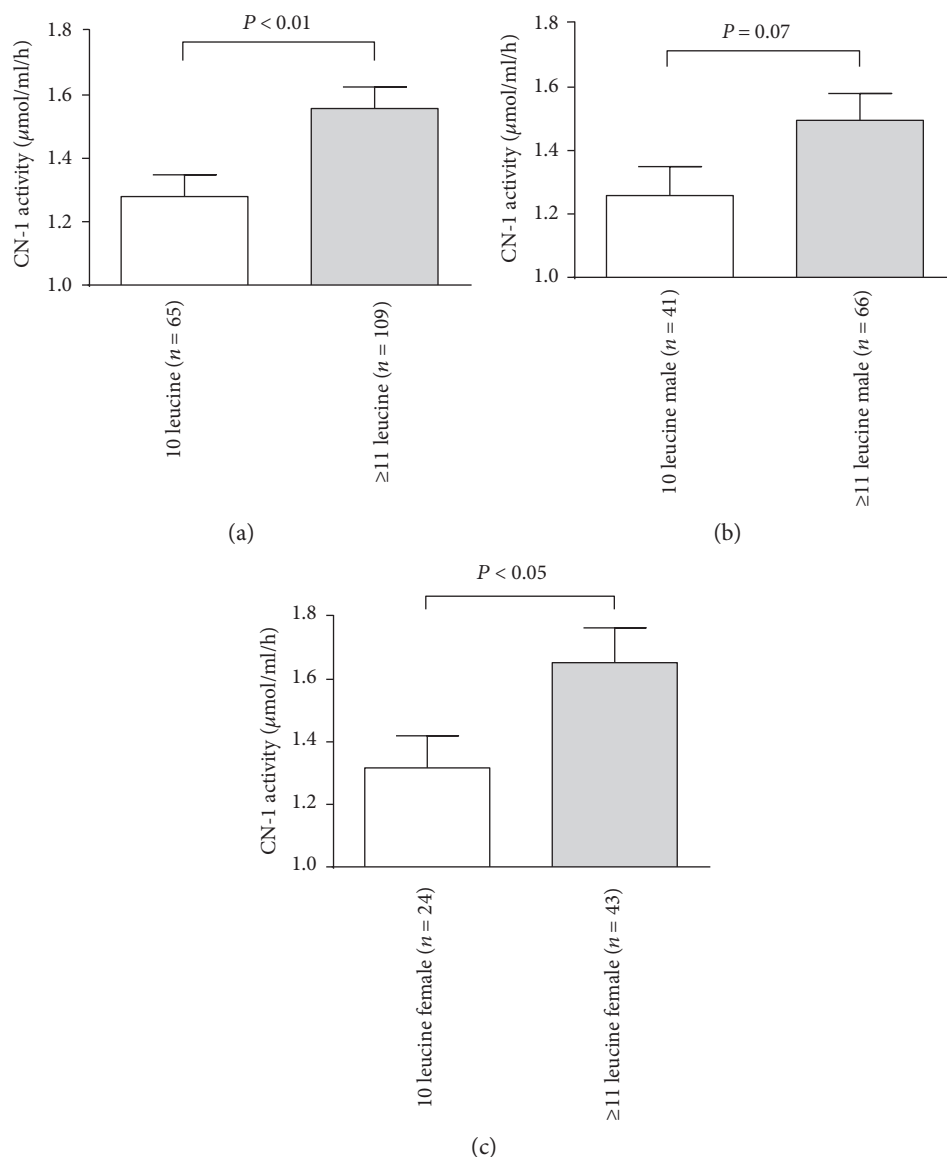 P < 0.01
CN-1 activity (μmol/ml/h)
1.8
1.6
1.4
1.2
1.0
10 leucine (n = 65)
≥11 leucine (n = 109)
(a)
P = 0.07
CN-1 activity (μmol/ml/h)
1.8
1.6
1.4
1.2
1.0
10 leucine male (n = 41)
≥11 leucine male (n = 66)
(b)
P < 0.05
CN-1 activity (μmol/ml/h)
1.8
1.6
1.4
1.2
1.0
10 leucine female (n = 24)
≥11 leucine female (n = 43)
(c)